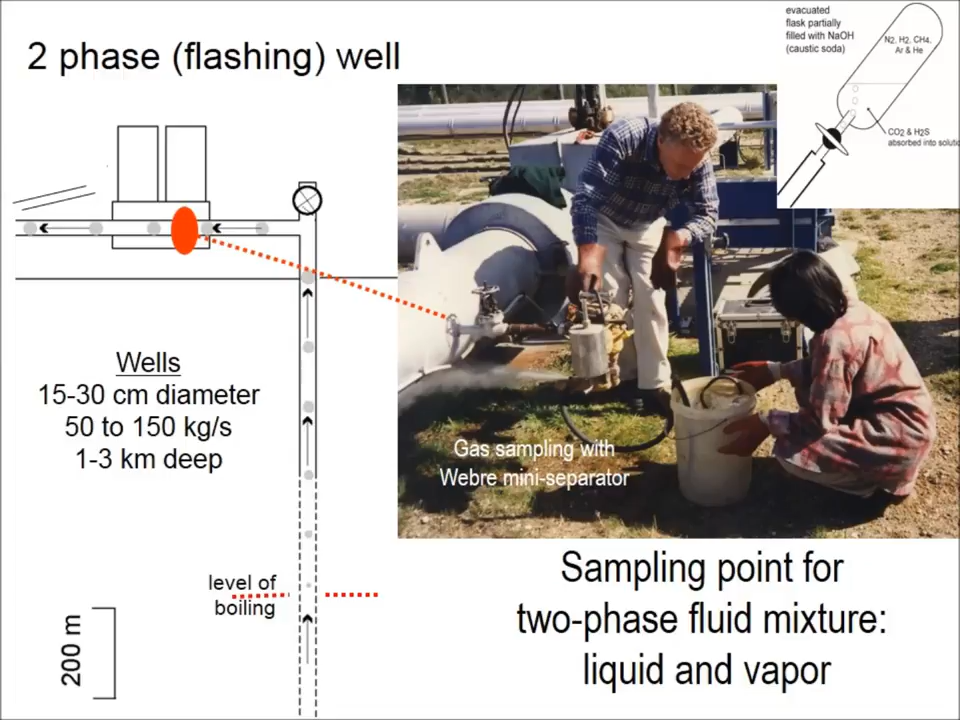 2 phase (flashing) well
evacuated
flask partially
filled with NaOH
(caustic soda)
N2, H2, CH4,
Ar & He
CO2 & H2S
absorbed into
Wells
15-30 cm diameter
50 to 150 kg/s
1-3 km deep
Gas sampling with
Webre mini-separator
level of
boiling
200 m
Sampling point for
two-phase fluid mixture:
liquid and vapor